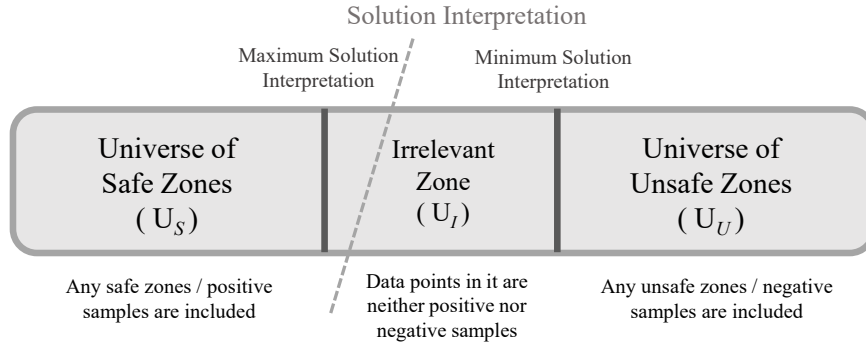 Solution Interpretation
Maximum Solution
Interpretation
Minimum Solution
Interpretation
Universe of
Safe Zones
( U_S )
Irrelevant
Zone
( U_I )
Universe of
Unsafe Zones
( U_U )
Any safe zones / positive
samples are included
Data points in it are
neither positive nor
negative samples
Any unsafe zones / negative
samples are included